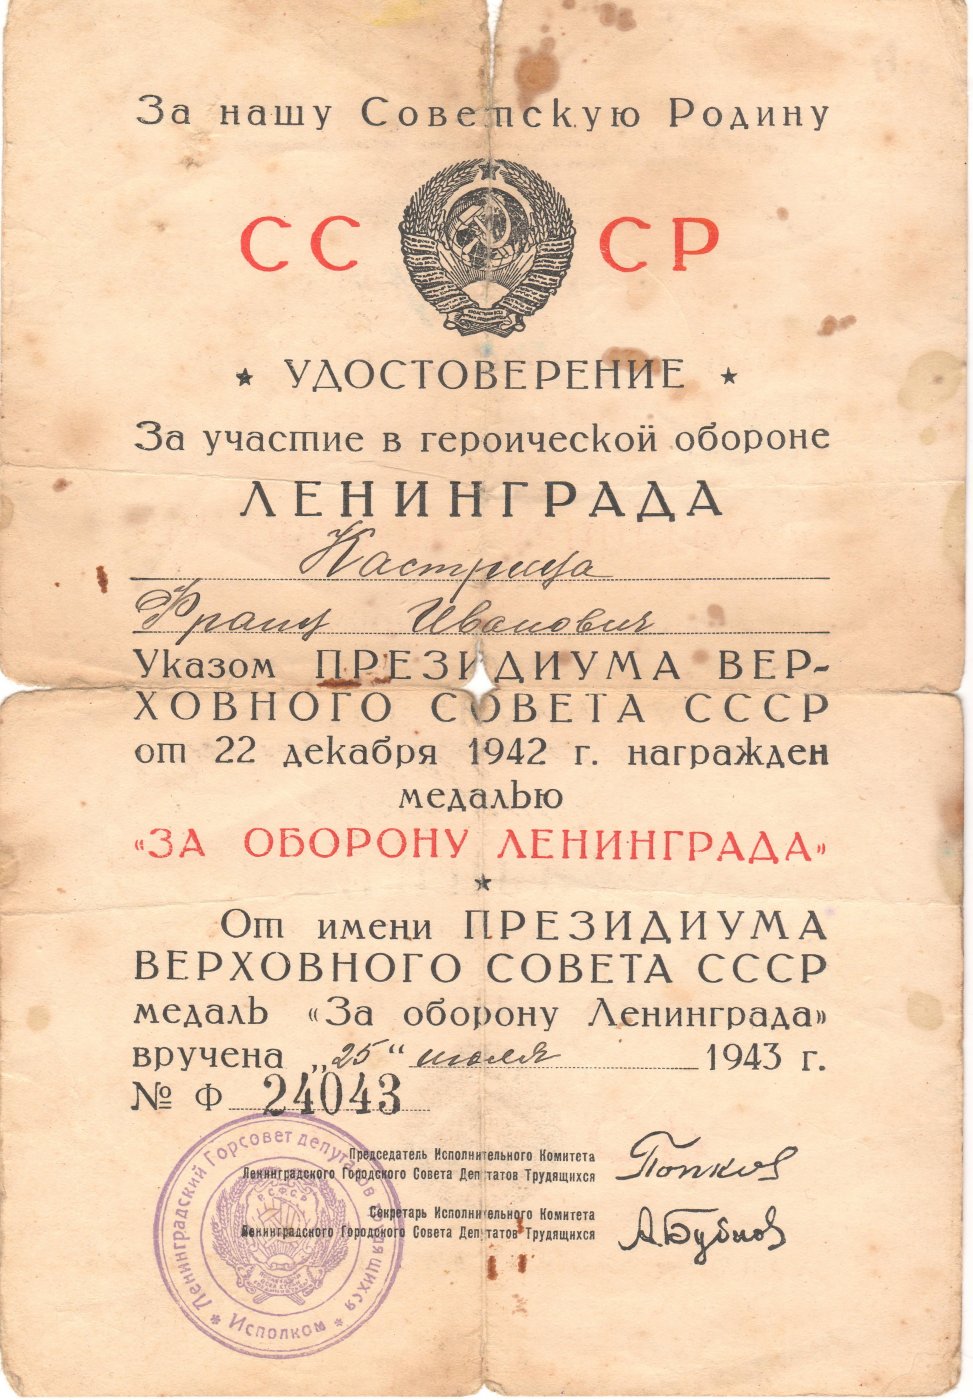 За нашу Советскую Родину
СС СР
★ УДОСТОВЕРЕНИЕ ★
За участие в героической обороне
ЛЕНИНГРАДА
Кастрица
Франц Иванович
Указом ПРЕЗИДИУМА ВЕР-
ХОВНОГО СОВЕТА СССР
от 22 декабря 1942 г. награжден
медалью
«ЗА ОБОРОНУ ЛЕНИНГРАДА»
★
От имени ПРЕЗИДИУМА
ВЕРХОВНОГО СОВЕТА СССР
медаль «За оборону Ленинграда»
вручена „25“ июля 1943 г.
№ Ф 24043
Председатель Исполнительного Комитета
Ленинградского Городского Совета Депутатов Трудящихся
Попков
Секретарь Исполнительного Комитета
Ленинградского Городского Совета Депутатов Трудящихся
А.Бубнов
Ленинградский Горсовет депутатов трудящихся
* Исполком *
Р.С.Ф.С.Р.